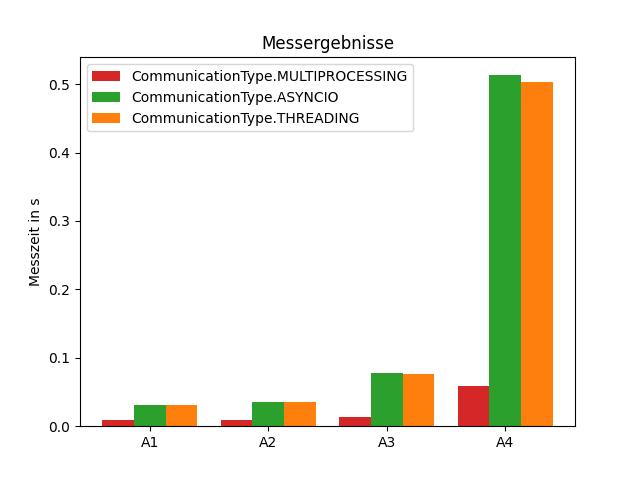 Messergebnisse
CommunicationType.MULTIPROCESSING
CommunicationType.ASYNCIO
CommunicationType.THREADING
Messzeit in s
0.5
0.4
0.3
0.2
0.1
0.0
A1 A2 A3 A4